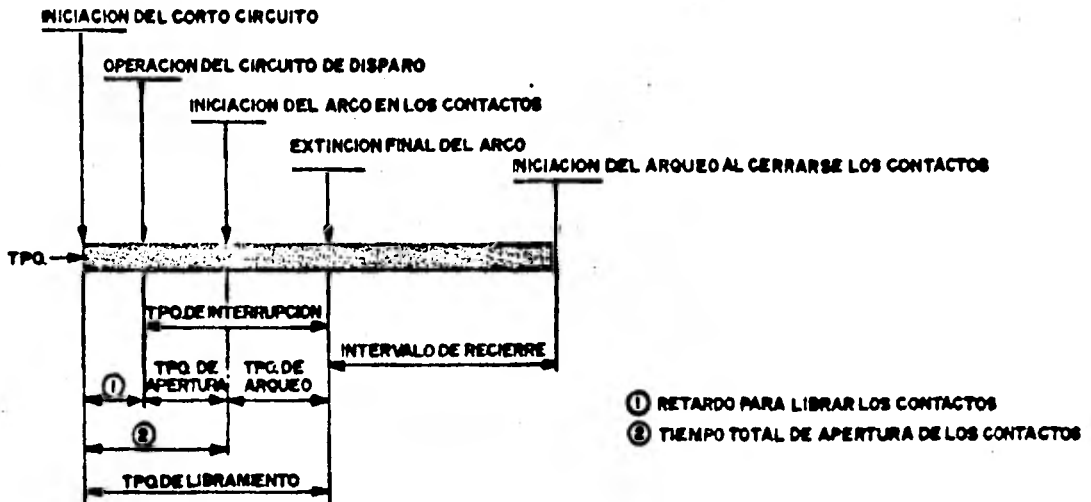 INICIACION DEL CORTO CIRCUITO
OPERACION DEL CIRCUITO DE DISPARO
INICIACION DEL ARCO EN LOS CONTACTOS
EXTINCION FINAL DEL ARCO
INICIACION DEL ARQUEO AL CERRARSE LOS CONTACTOS
TPO.
TPO. DE INTERRUPCION
INTERVALO DE RECIERRE
TPO. DE
APERTURA
TPO. DE
ARQUEO
1
2
TPO. DE LIBRAMIENTO
1 RETARDO PARA LIBRAR LOS CONTACTOS
2 TIEMPO TOTAL DE APERTURA DE LOS CONTACTOS